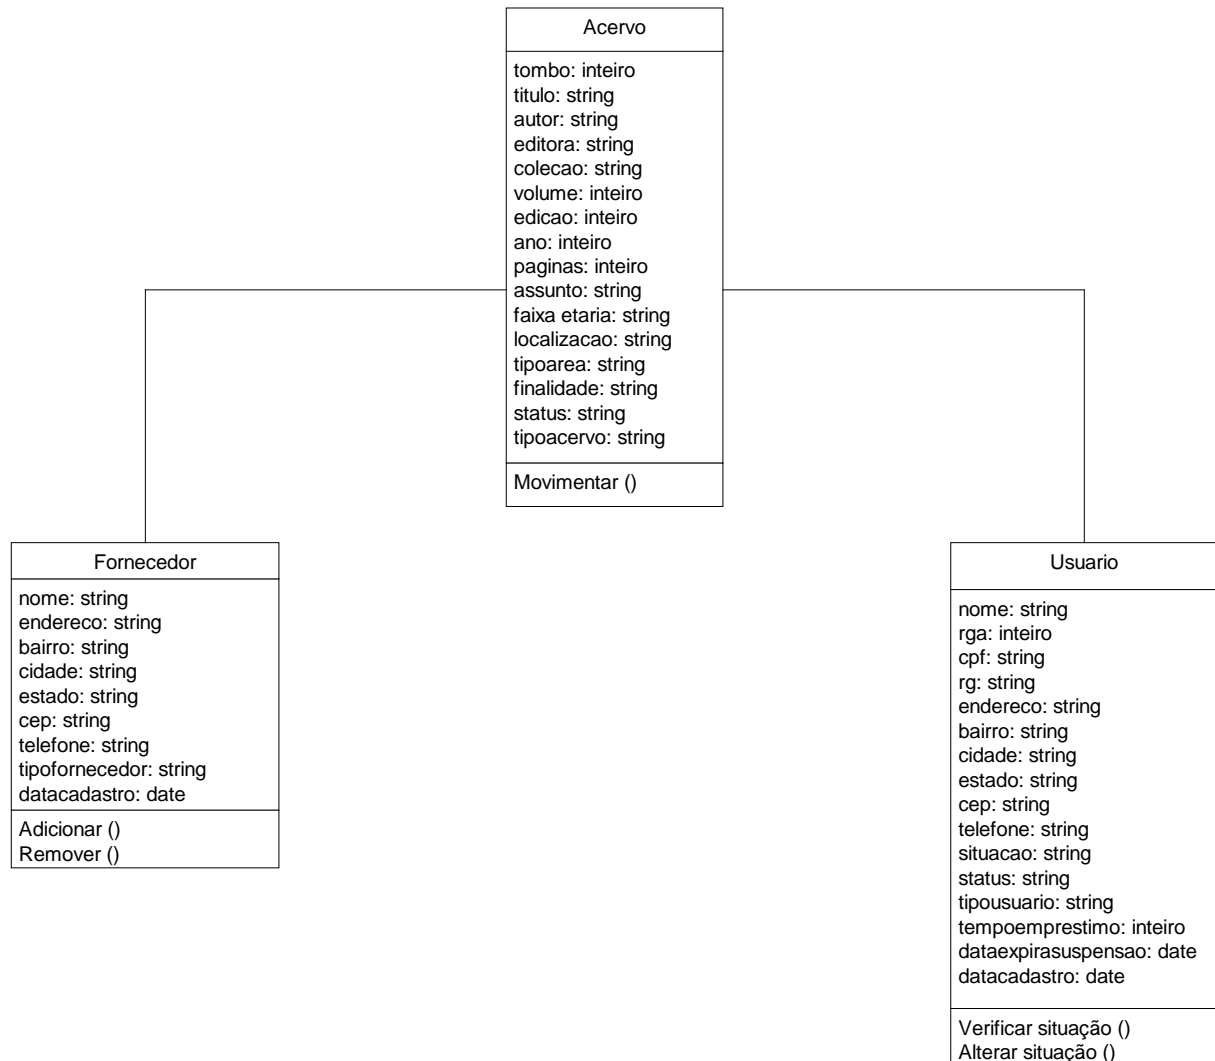 Acervo
tombo: inteiro
titulo: string
autor: string
editora: string
colecao: string
volume: inteiro
edicao: inteiro
ano: inteiro
paginas: inteiro
assunto: string
faixa etaria: string
localizacao: string
tipoarea: string
finalidade: string
status: string
tipoacervo: string
Movimentar ()
Fornecedor
nome: string
endereco: string
bairro: string
cidade: string
estado: string
cep: string
telefone: string
tipofornecedor: string
datacadastro: date
Adicionar ()
Remover ()
Usuario
nome: string
rga: inteiro
cpf: string
rg: string
endereco: string
bairro: string
cidade: string
estado: string
cep: string
telefone: string
situacao: string
status: string
tipousuario: string
tempoemprestimo: inteiro
dataexpirasuspensao: date
datacadastro: date
Verificar situação ()
Alterar situação ()